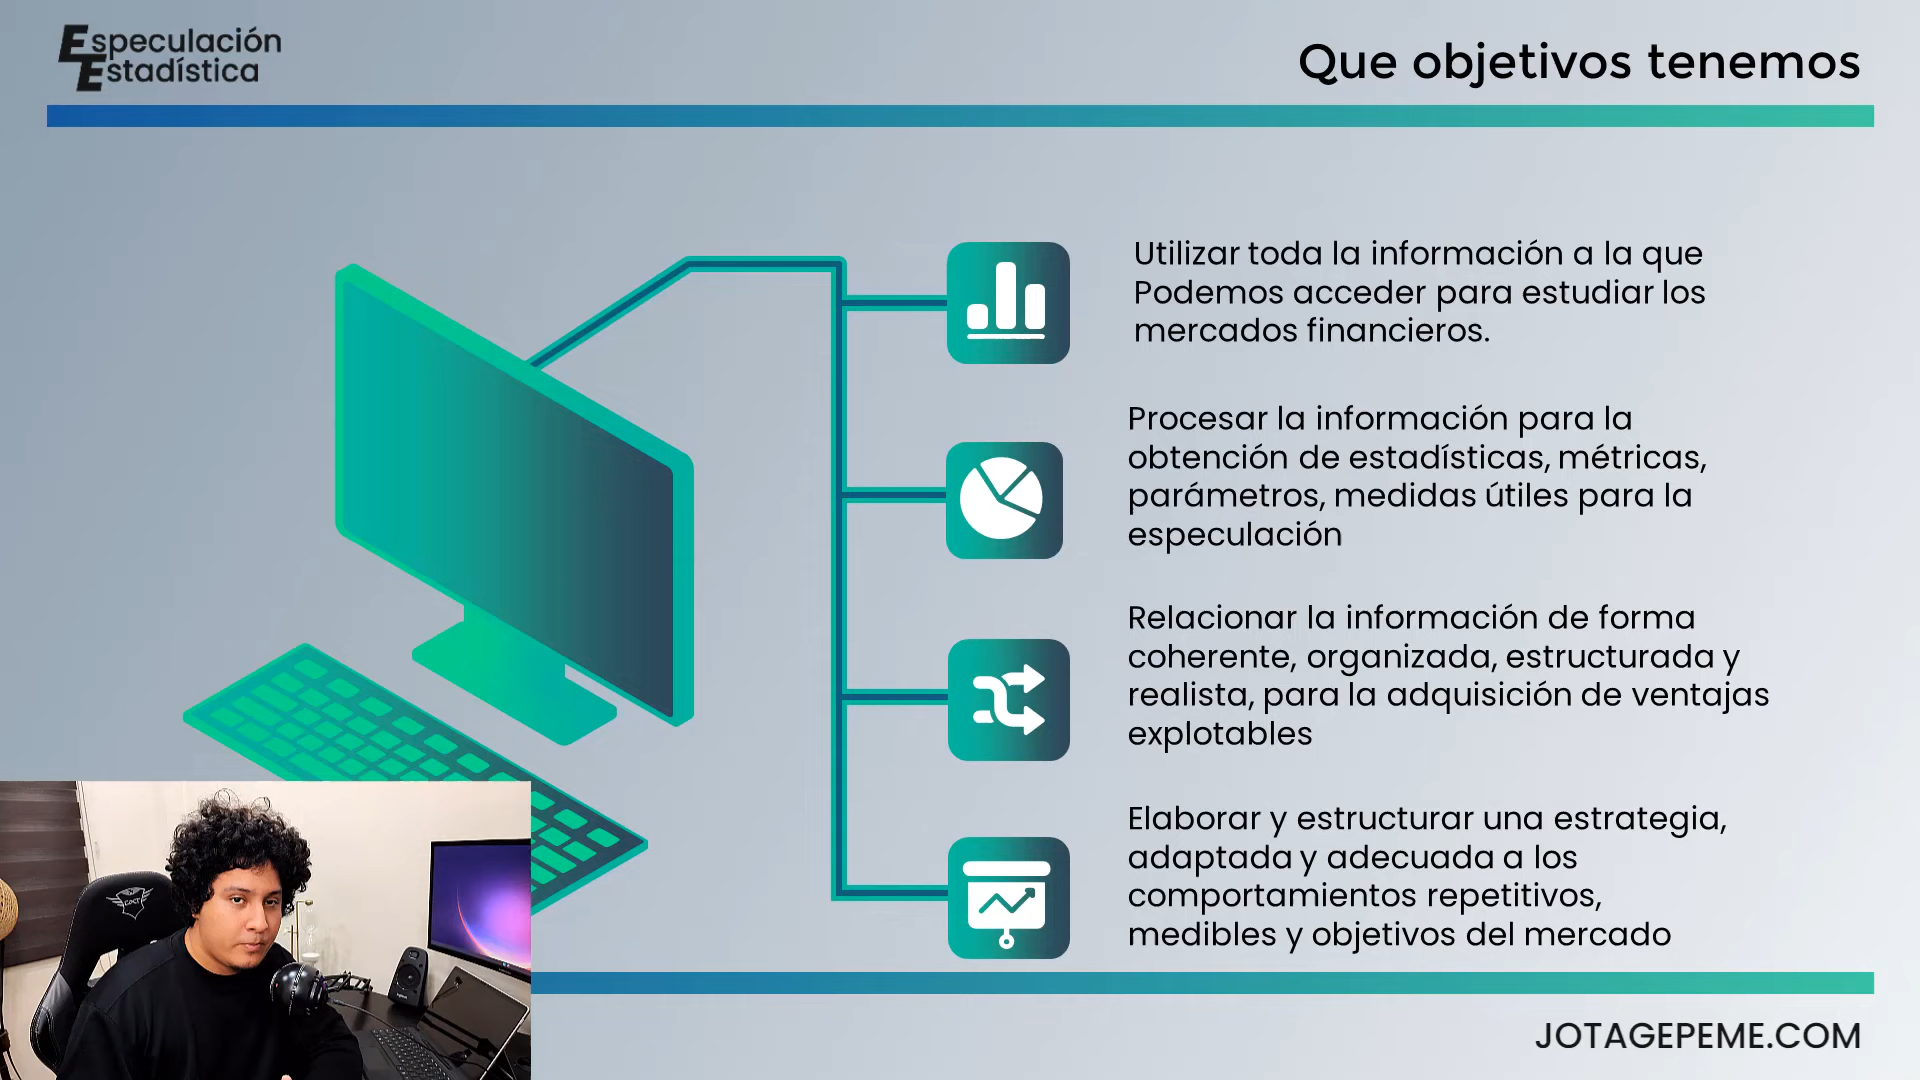 Especulación
Estadística
Que objetivos tenemos
Utilizar toda la información a la que
Podemos acceder para estudiar los
mercados financieros.
Procesar la información para la
obtención de estadísticas, métricas,
parámetros, medidas útiles para la
especulación
Relacionar la información de forma
coherente, organizada, estructurada y
realista, para la adquisición de ventajas
explotables
Elaborar y estructurar una estrategia,
adaptada y adecuada a los
comportamientos repetitivos,
medibles y objetivos del mercado
JOTAGEPEME.COM